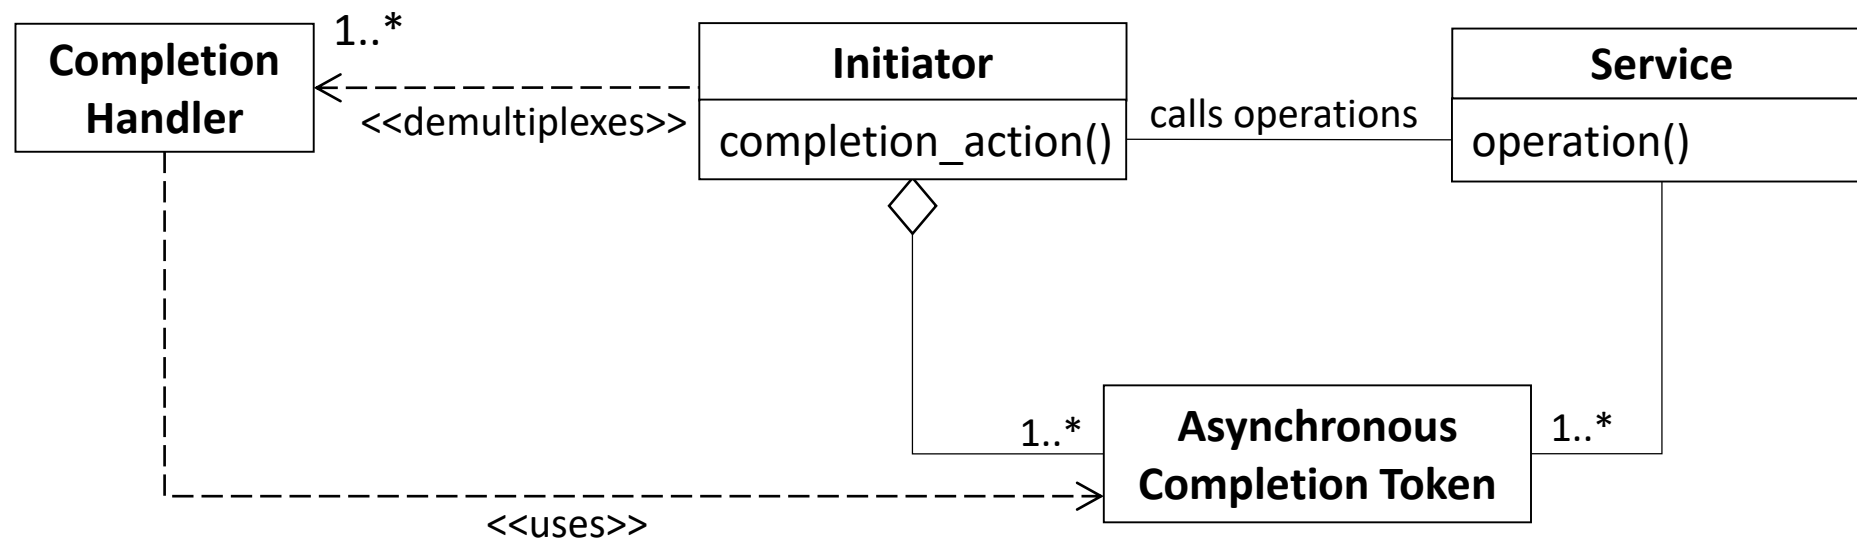 Completion
Handler
1..*
<<demultiplexes>>
Initiator
completion_action()
calls operations
Service
operation()
1..*
Asynchronous
Completion Token
1..*
<<uses>>